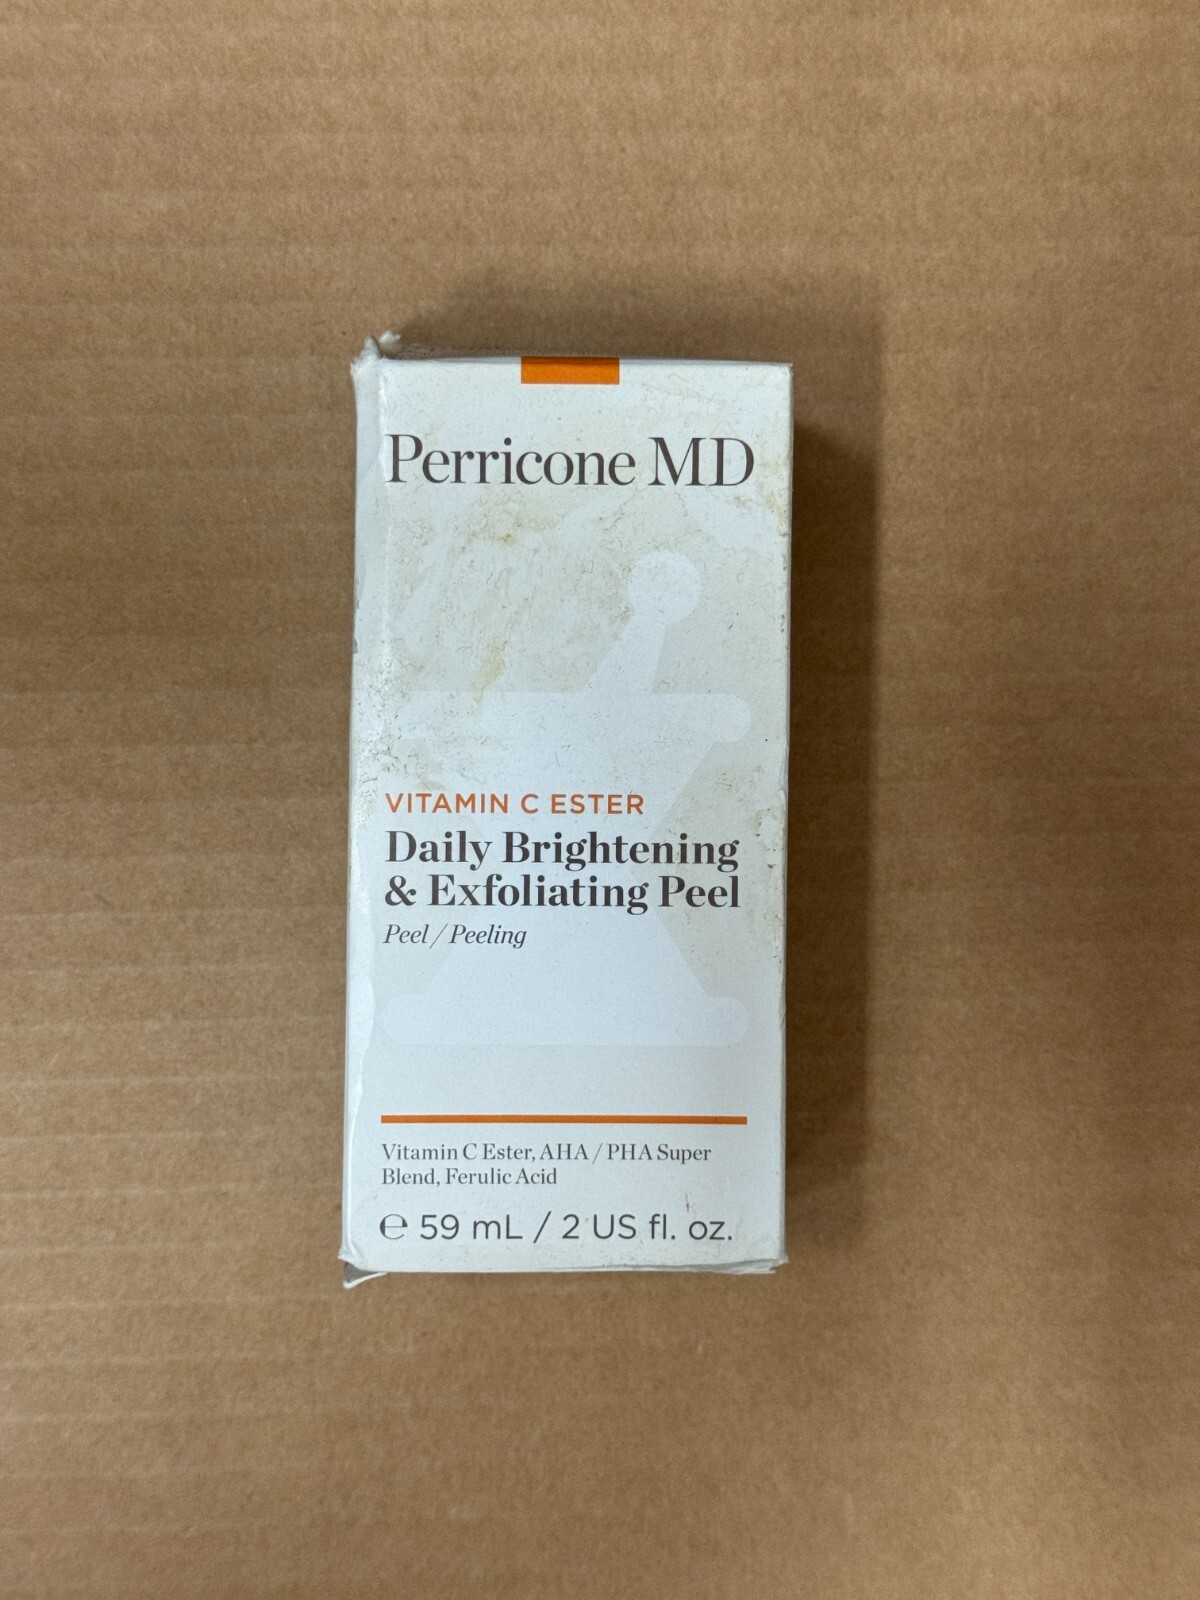 Perricone MD
VITAMIN C ESTER
Daily Brightening
& Exfoliating Peel
Peel / Peeling
Vitamin C Ester, AHA / PHA Super
Blend, Ferulic Acid
℮ 59 mL / 2 US fl. oz.